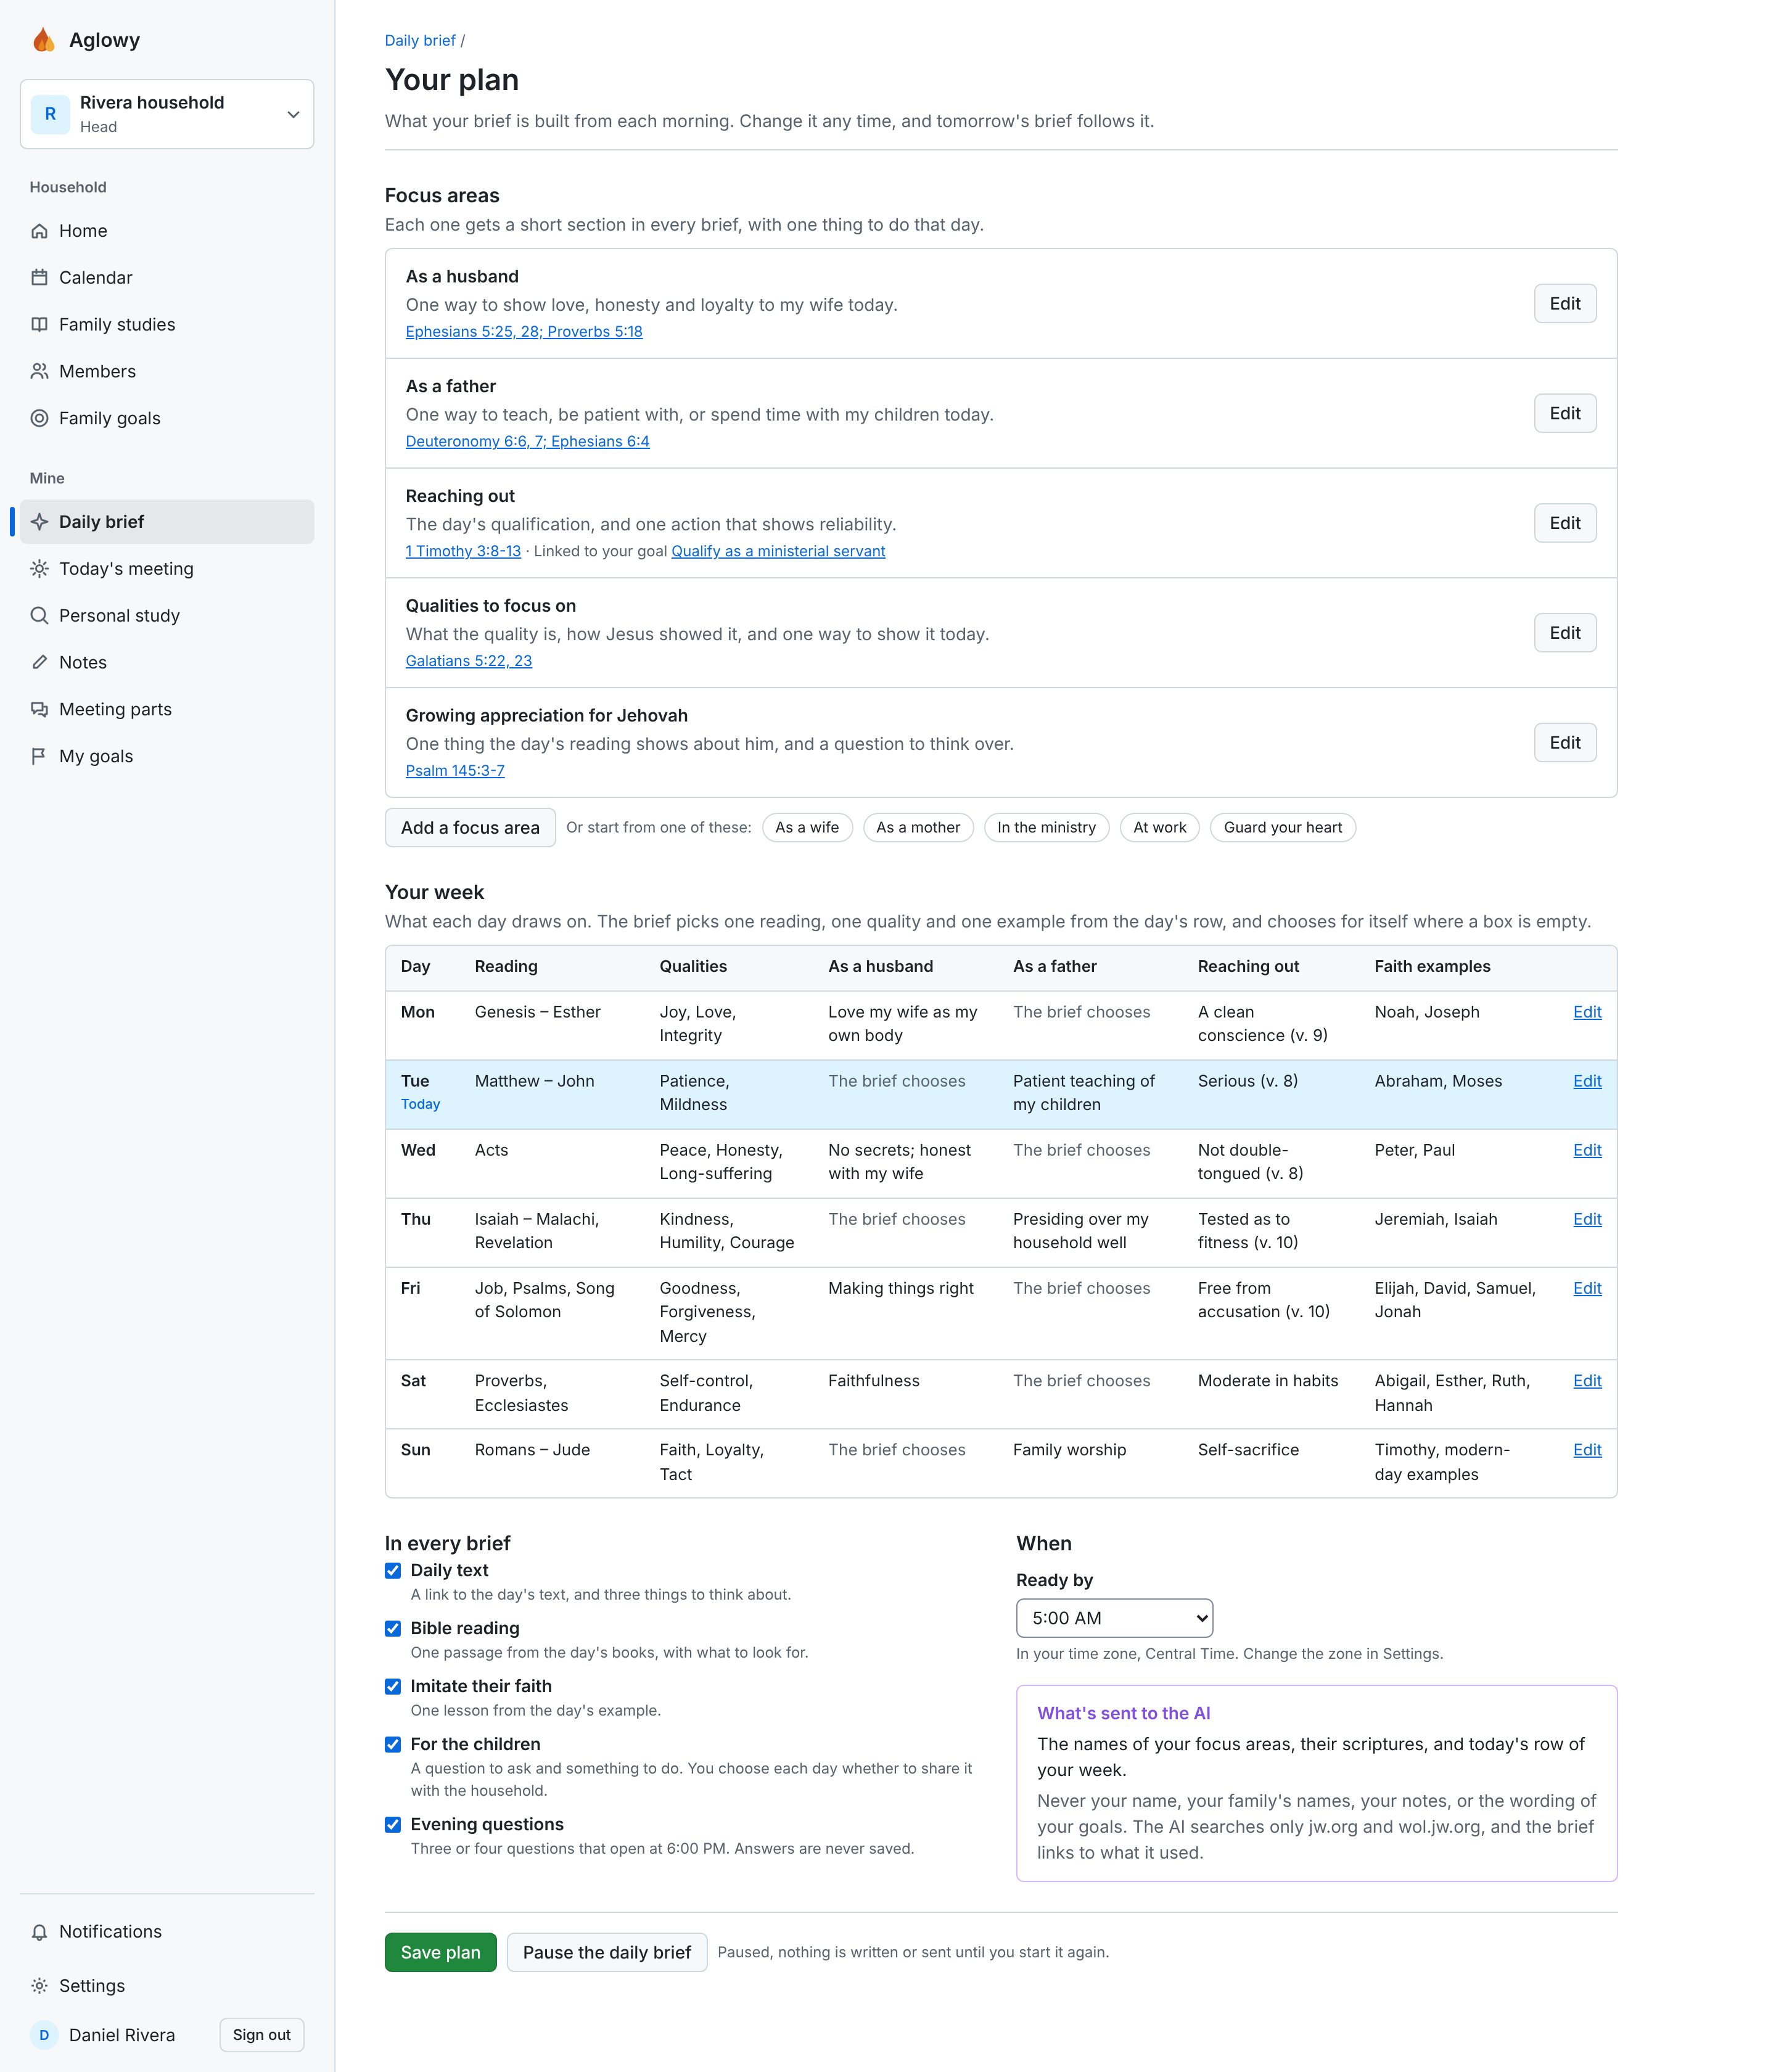 Aglowy
R
Rivera household
Head
Household
Home
Calendar
Family studies
Members
Family goals
Mine
Daily brief
Today's meeting
Personal study
Notes
Meeting parts
My goals
Notifications
Settings
D
Daniel Rivera
Sign out
Daily brief /
Your plan
What your brief is built from each morning. Change it any time, and tomorrow's brief follows it.
Focus areas
Each one gets a short section in every brief, with one thing to do that day.
As a husband
One way to show love, honesty and loyalty to my wife today.
Ephesians 5:25, 28; Proverbs 5:18
Edit
As a father
One way to teach, be patient with, or spend time with my children today.
Deuteronomy 6:6, 7; Ephesians 6:4
Edit
Reaching out
The day's qualification, and one action that shows reliability.
1 Timothy 3:8-13 · Linked to your goal Qualify as a ministerial servant
Edit
Qualities to focus on
What the quality is, how Jesus showed it, and one way to show it today.
Galatians 5:22, 23
Edit
Growing appreciation for Jehovah
One thing the day's reading shows about him, and a question to think over.
Psalm 145:3-7
Edit
Add a focus area Or start from one of these: As a wife As a mother In the ministry At work Guard your heart
Your week
What each day draws on. The brief picks one reading, one quality and one example from the day's row, and chooses for itself where a box is empty.
Day Reading Qualities As a husband As a father Reaching out Faith examples
Mon Genesis – Esther Joy, Love, Love my wife as my The brief chooses A clean Noah, Joseph Edit
Integrity own body conscience (v. 9)
Tue Matthew – John Patience, The brief chooses Patient teaching of Serious (v. 8) Abraham, Moses Edit
Today Mildness my children
Wed Acts Peace, Honesty, No secrets; honest The brief chooses Not double- Peter, Paul Edit
Long-suffering with my wife tongued (v. 8)
Thu Isaiah – Malachi, Kindness, The brief chooses Presiding over my Tested as to Jeremiah, Isaiah Edit
Revelation Humility, Courage household well fitness (v. 10)
Fri Job, Psalms, Song Goodness, Making things right The brief chooses Free from Elijah, David, Samuel, Edit
of Solomon Forgiveness, accusation (v. 10) Jonah
Mercy
Sat Proverbs, Self-control, Faithfulness The brief chooses Moderate in habits Abigail, Esther, Ruth, Edit
Ecclesiastes Endurance Hannah
Sun Romans – Jude Faith, Loyalty, The brief chooses Family worship Self-sacrifice Timothy, modern- Edit
Tact day examples
In every brief
Daily text
A link to the day's text, and three things to think about.
Bible reading
One passage from the day's books, with what to look for.
Imitate their faith
One lesson from the day's example.
For the children
A question to ask and something to do. You choose each day whether to share it
with the household.
Evening questions
Three or four questions that open at 6:00 PM. Answers are never saved.
When
Ready by
5:00 AM
In your time zone, Central Time. Change the zone in Settings.
What's sent to the AI
The names of your focus areas, their scriptures, and today's row of
your week.
Never your name, your family's names, your notes, or the wording of
your goals. The AI searches only jw.org and wol.jw.org, and the brief
links to what it used.
Save plan Pause the daily brief Paused, nothing is written or sent until you start it again.